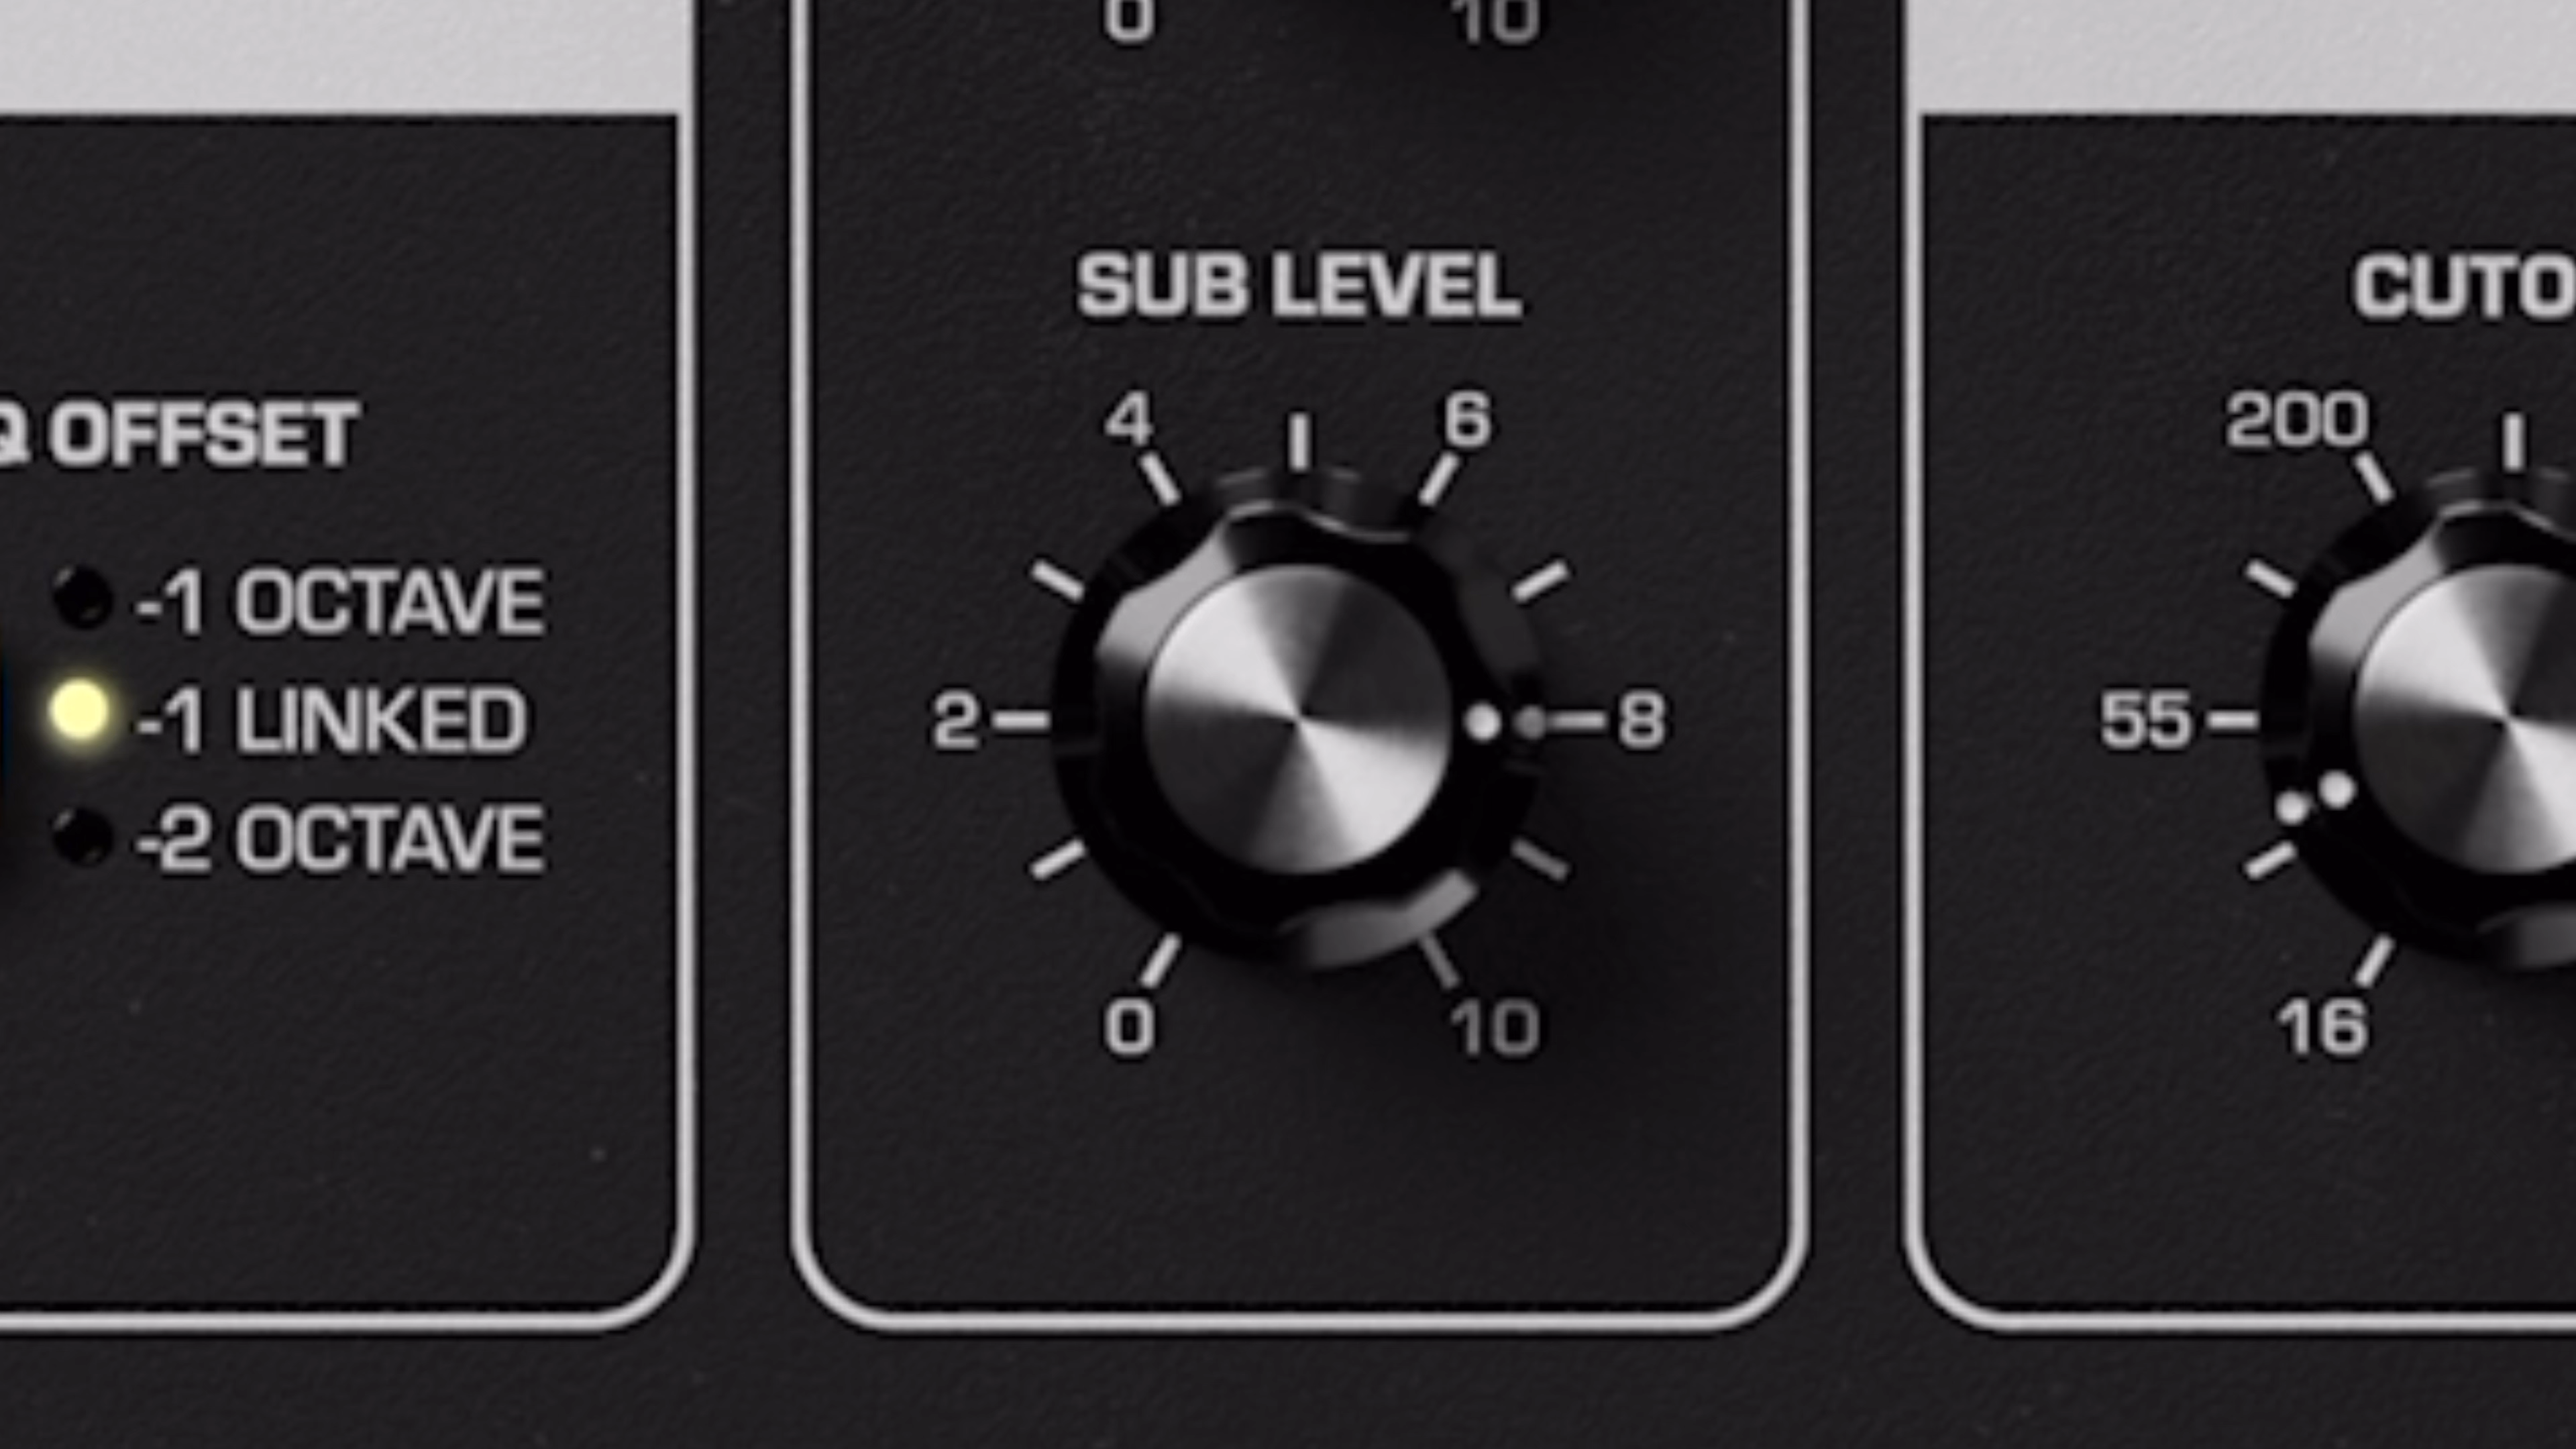 0 10
SUB LEVEL
4 6
2 8
0 10
Q OFFSET
-1 OCTAVE
-1 LINKED
-2 OCTAVE
CUTO
200
55
16